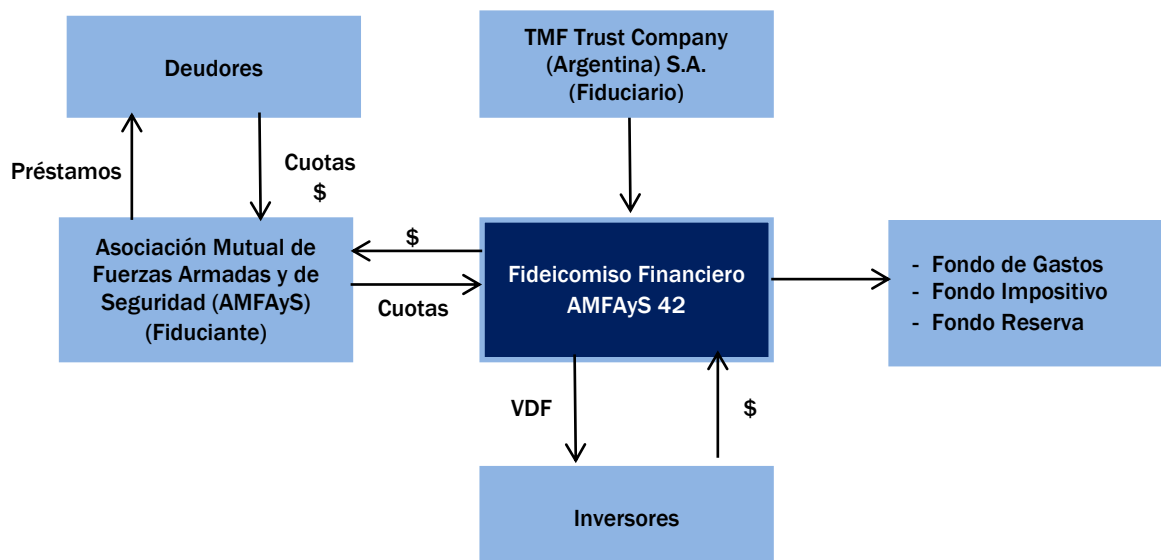 Deudores
TMF Trust Company
(Argentina) S.A.
(Fiduciario)
Préstamos
Cuotas
$
Asociación Mutual de
Fuerzas Armadas y de
Seguridad (AMFAyS)
(Fiduciante)
$
Cuotas
Fideicomiso Financiero
AMFAyS 42
- Fondo de Gastos
- Fondo Impositivo
- Fondo Reserva
VDF
$
Inversores